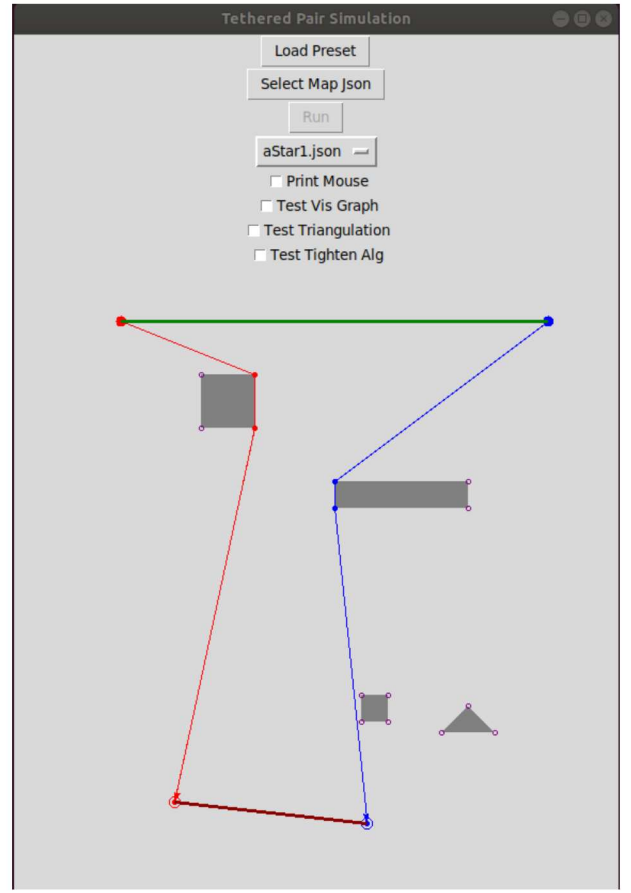 Tethered Pair Simulation
Load Preset
Select Map Json
Run
aStar1.json
Print Mouse
Test Vis Graph
Test Triangulation
Test Tighten Alg